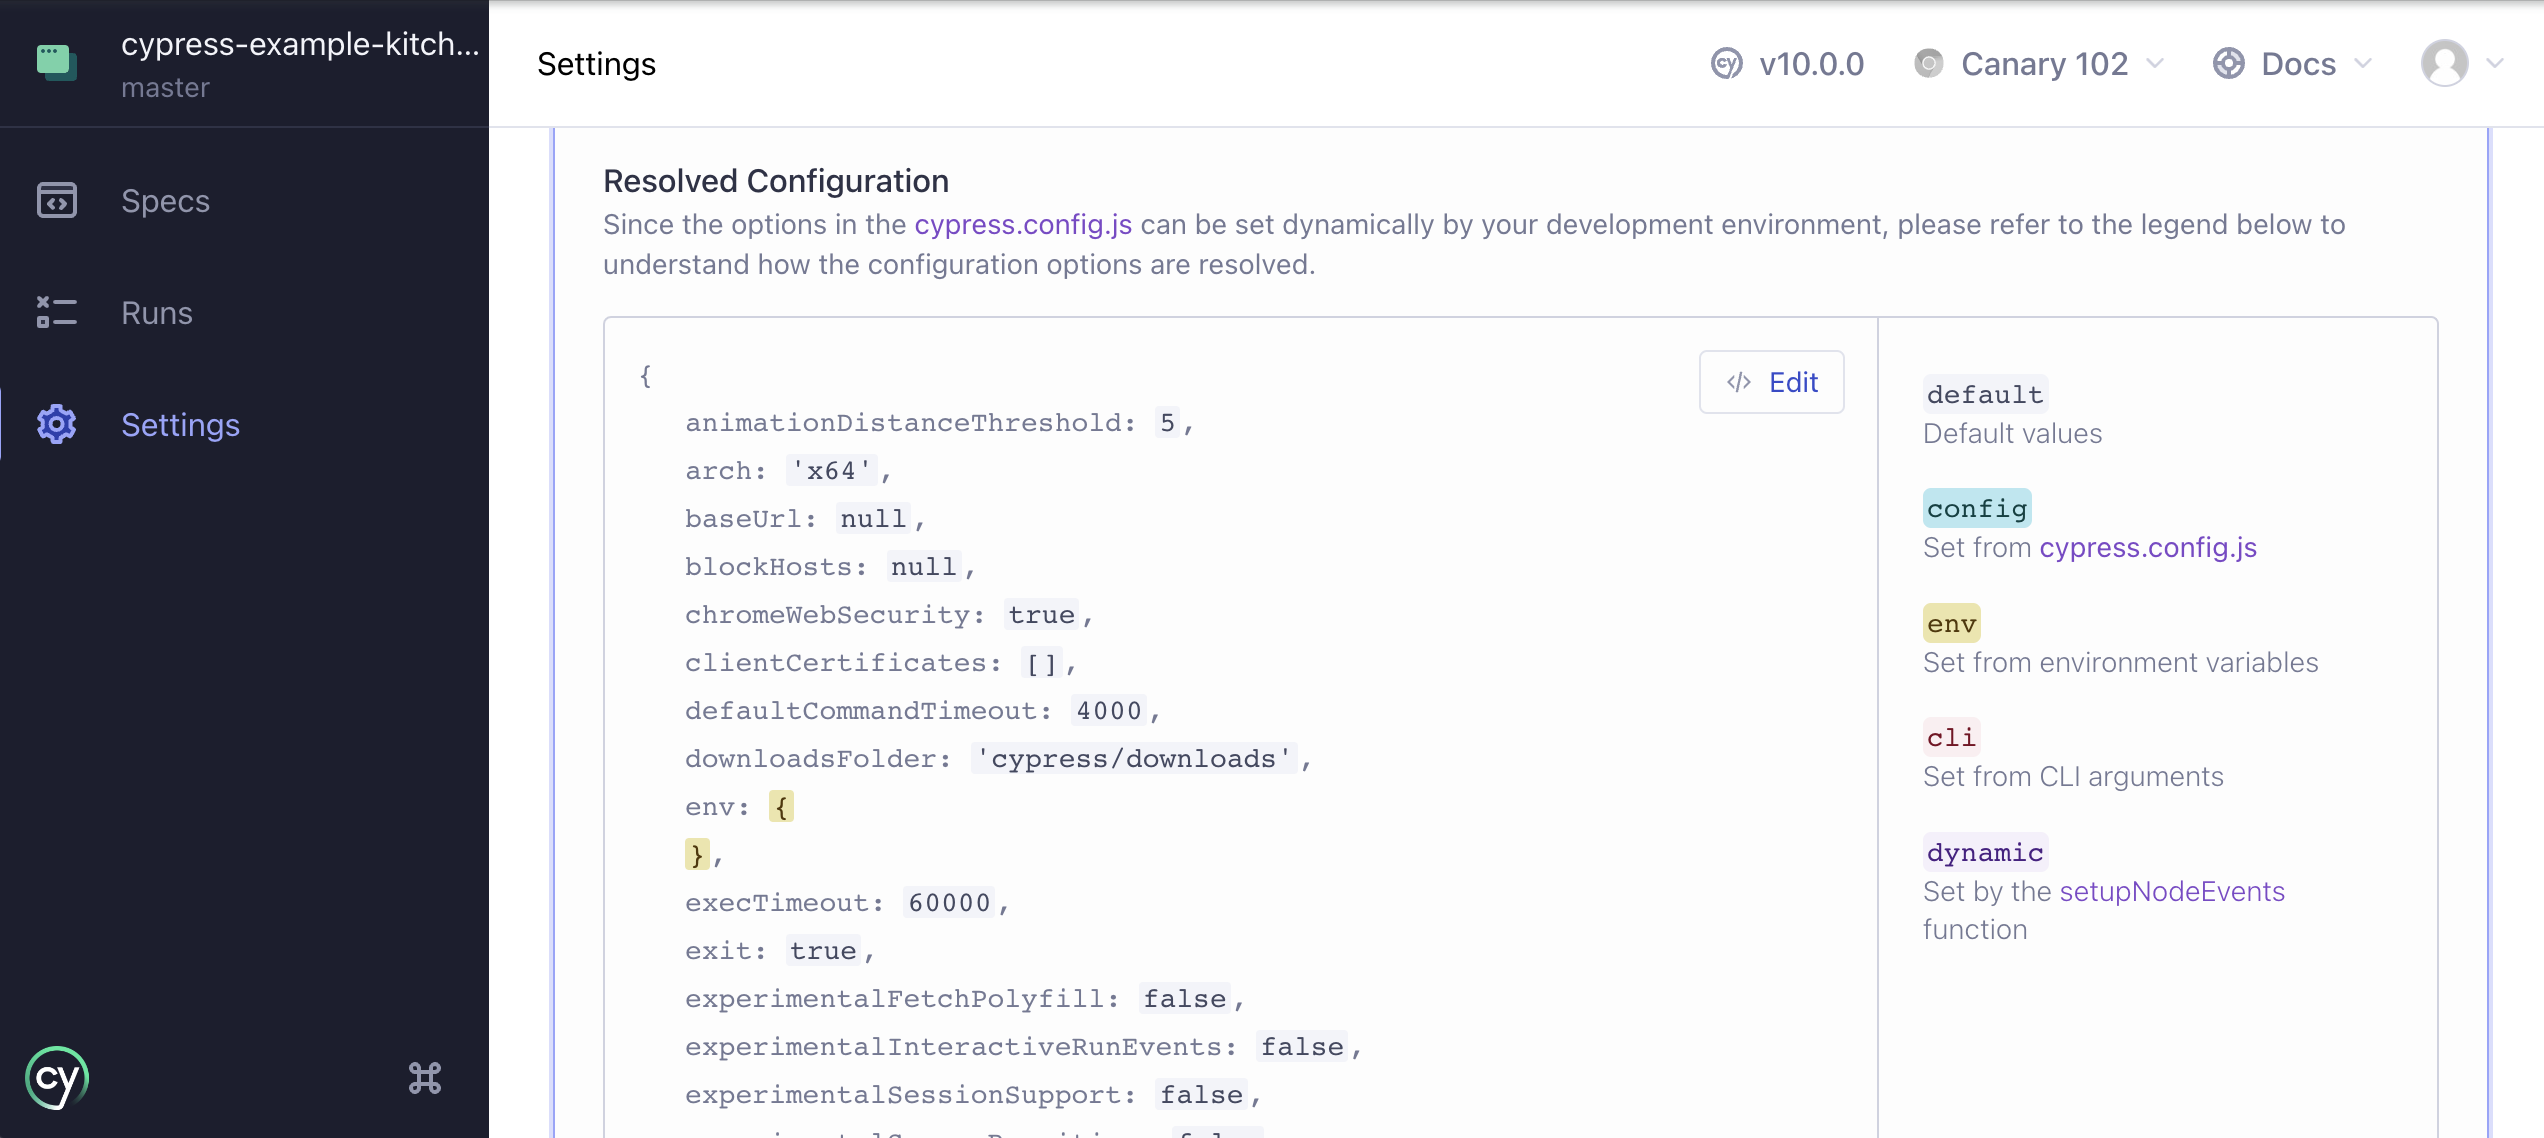 cypress-example-kitch...
master
Settings
v10.0.0
Canary 102
Docs
Specs
Runs
Settings
cy
Resolved Configuration
Since the options in the cypress.config.js can be set dynamically by your development environment, please refer to the legend below to
understand how the configuration options are resolved.
Edit
{
animationDistanceThreshold: 5,
arch: 'x64',
baseUrl: null,
blockHosts: null,
chromeWebSecurity: true,
clientCertificates: [],
defaultCommandTimeout: 4000,
downloadsFolder: 'cypress/downloads',
env: {
},
execTimeout: 60000,
exit: true,
experimentalFetchPolyfill: false,
experimentalInteractiveRunEvents: false,
experimentalSessionSupport: false,
default
Default values
config
Set from cypress.config.js
env
Set from environment variables
cli
Set from CLI arguments
dynamic
Set by the setupNodeEvents
function